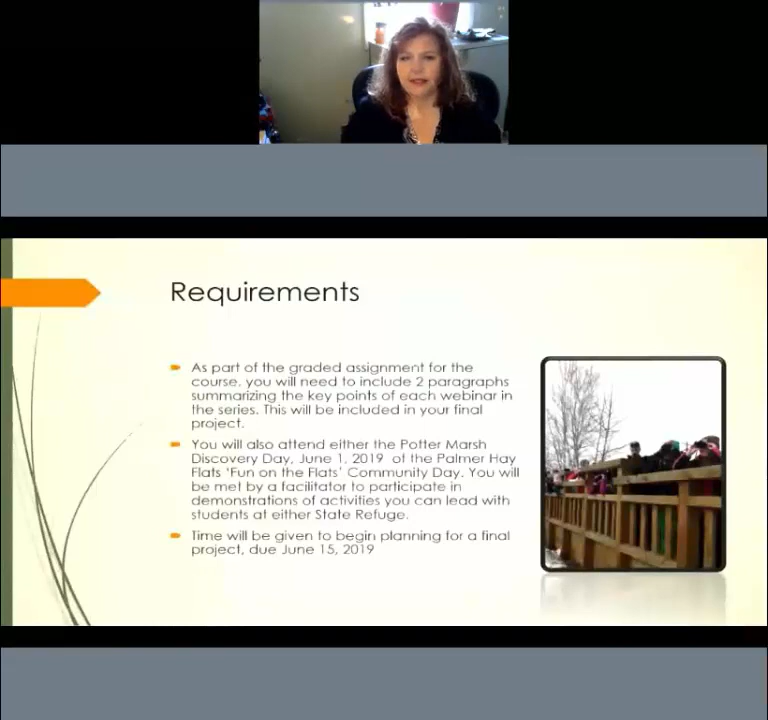 Requirements
As part of the graded assignment for the
course, you will need to include 2 paragraphs
summarizing the key points of each webinar in
the series. This will be included in your final
project.
You will also attend either the Potter Marsh
Discovery Day, June 1, 2019 of the Palmer Hay
Flats 'Fun on the Flats' Community Day. You will
be met by a facilitator to participate in
demonstrations of activities you can lead with
students at either State Refuge.
Time will be given to begin planning for a final
project, due June 15, 2019